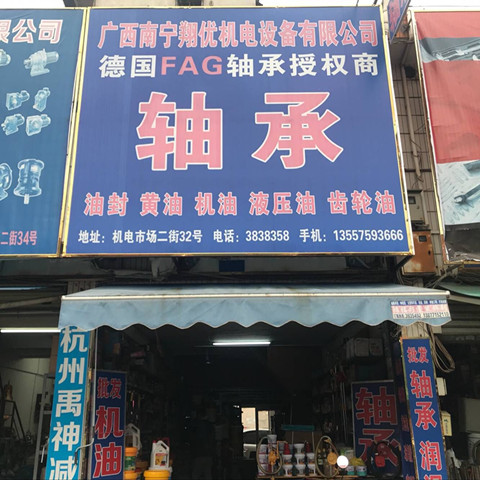 广西南宁翔优机电设备有限公司
德国FAG轴承授权商
轴承
油封 黄油 机油 液压油 齿轮油
地址：机电市场二街32号 电话：3838358 手机：13557593666
限公司
二街34号
杭州禹神减
批发
机油
轴承
批发
轴承
润